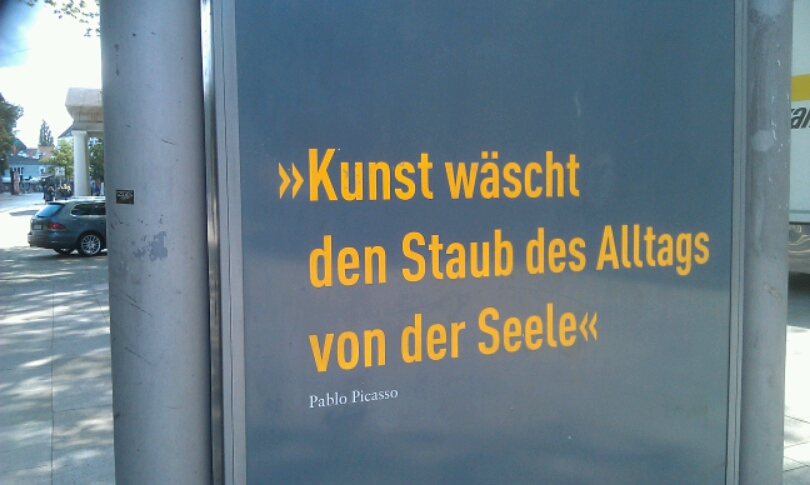 »Kunst wäscht
den Staub des Alltags
von der Seele«
Pablo Picasso